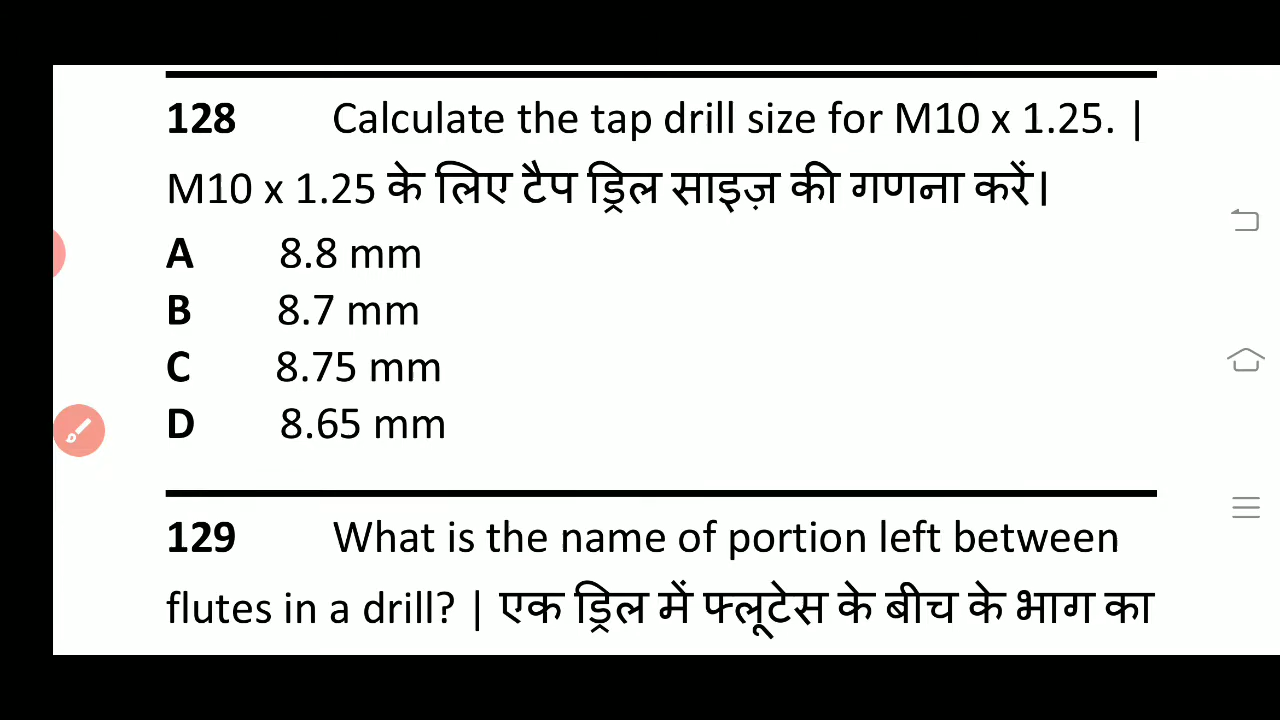 128 Calculate the tap drill size for M10 x 1.25. |
M10 x 1.25 के लिए टैप ड्रिल साइज़ की गणना करें।
A 8.8 mm
B 8.7 mm
C 8.75 mm
D 8.65 mm
129 What is the name of portion left between
flutes in a drill? | एक ड्रिल में फ्लूटेस के बीच के भाग का